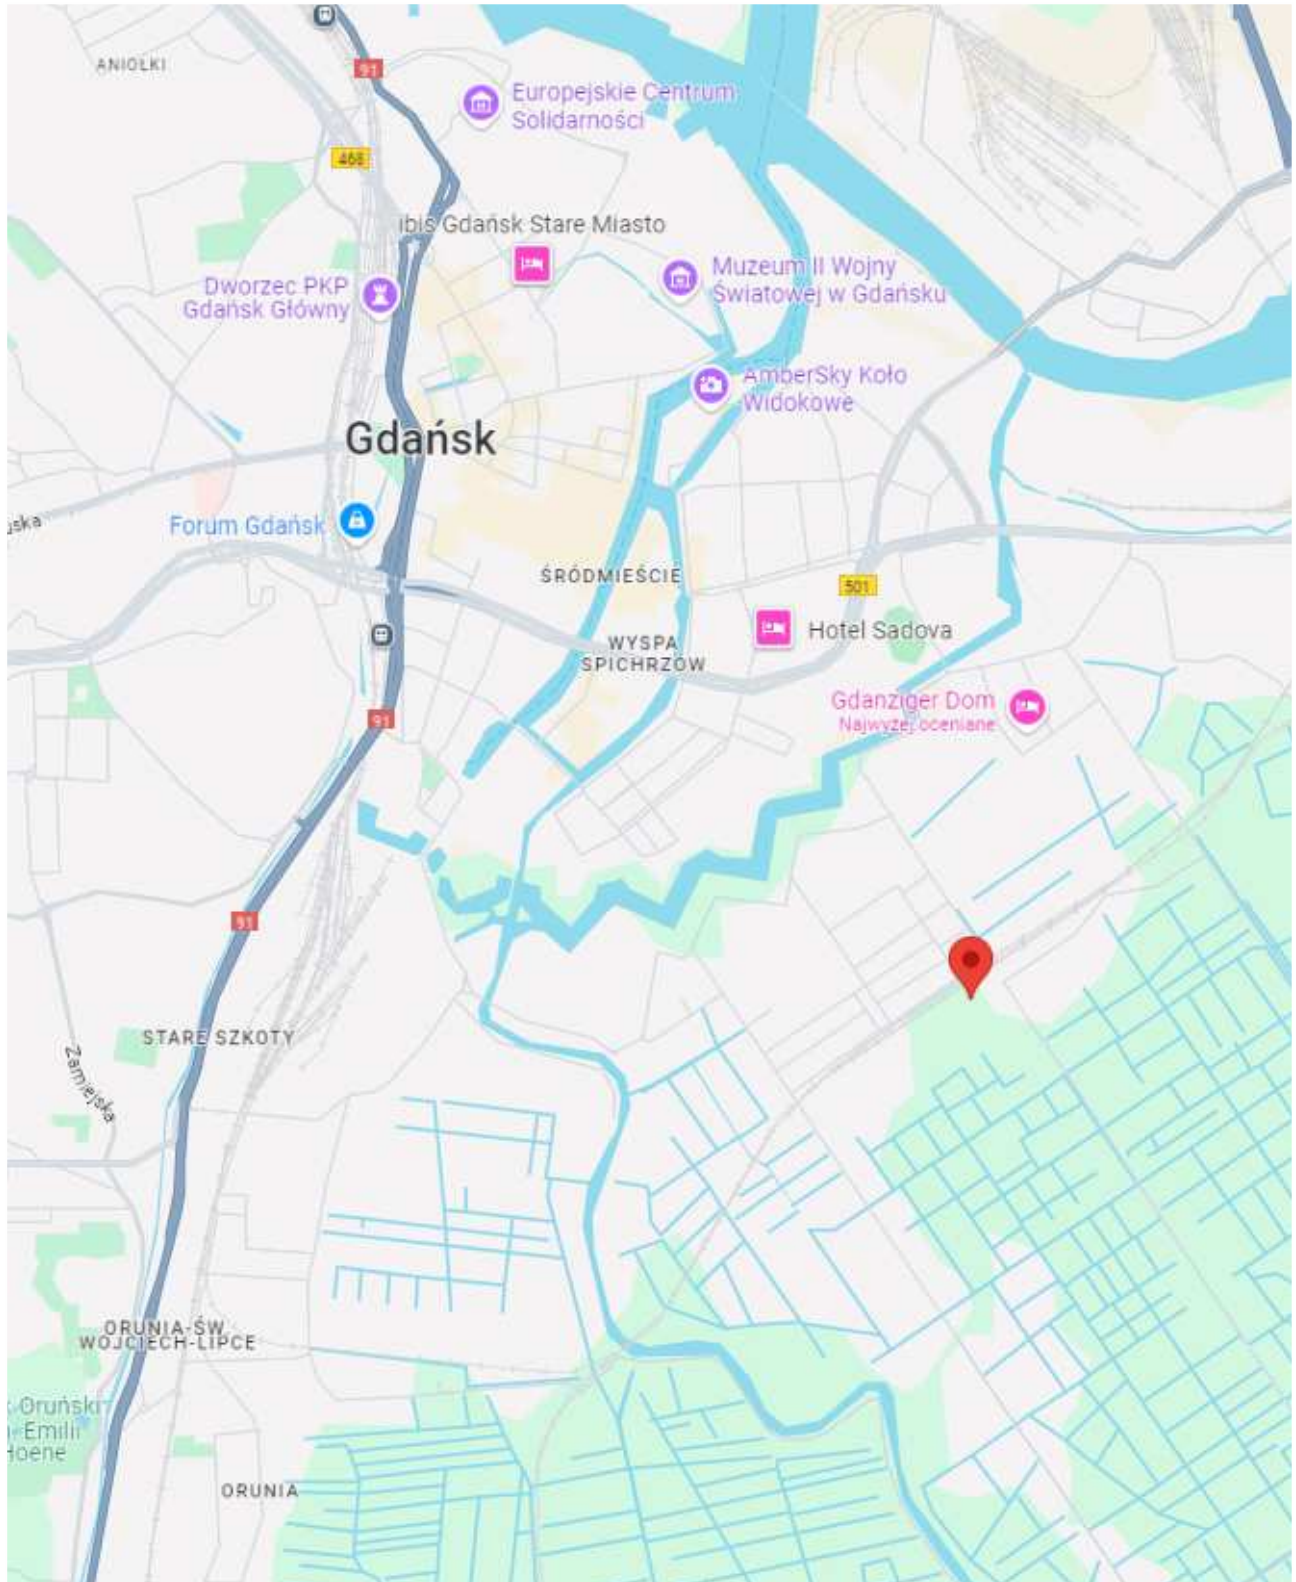 ANIOŁKI
91
Europejskie Centrum
Solidarności
468
ibis Gdańsk Stare Miasto
Dworzec PKP
Gdańsk Główny
Muzeum II Wojny
Światowej w Gdańsku
AmberSky Koło
Widokowe
Gdańsk
jska
Forum Gdańsk
ŚRÓDMIEŚCIE
501
WYSPA
SPICHRZÓW
Hotel Sadova
Gdanziger Dom
Najwyżej oceniane
91
91
STARE SZKOTY
Zamiejska
ORUNIA-ŚW.
WOJCIECH-LIPCE
k Oruński
Emilii
Hoene
ORUNIA